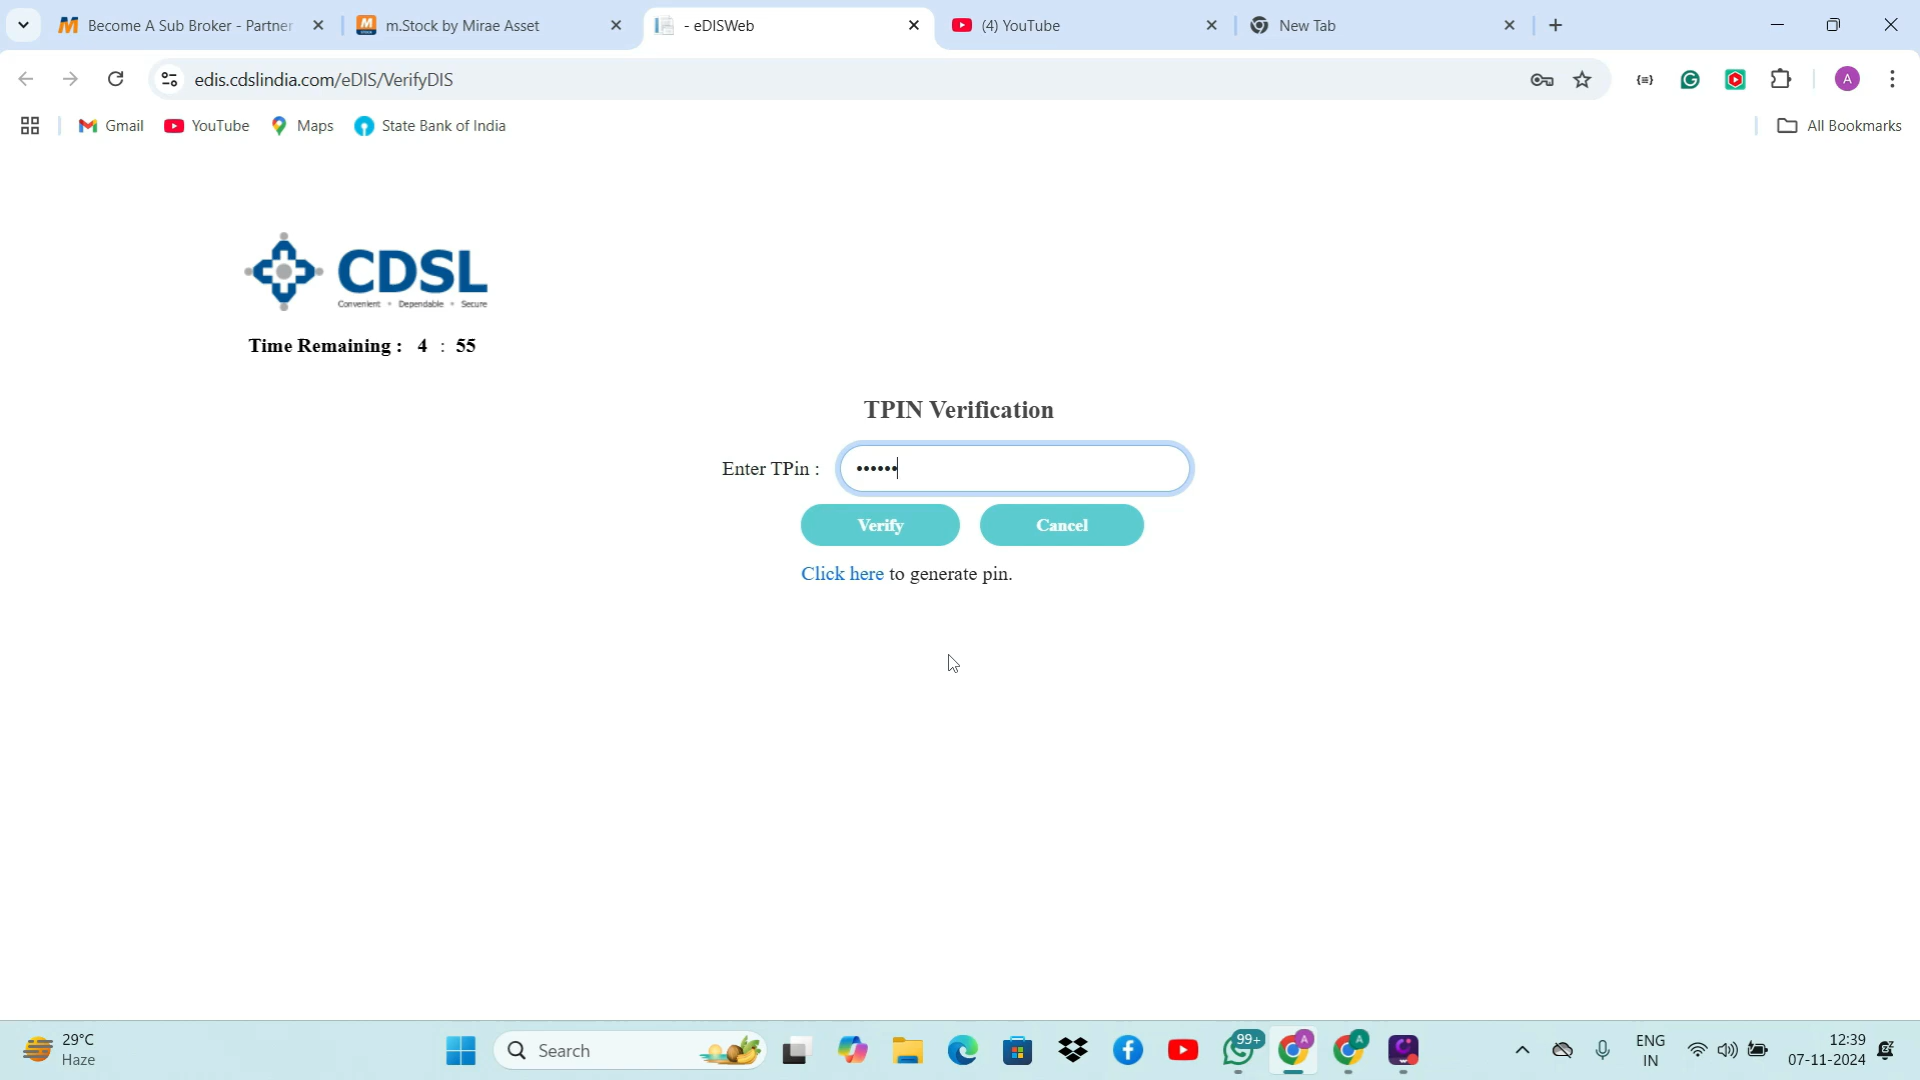 Become A Sub Broker - Partner
m.Stock by Mirae Asset
- eDISWeb
(4) YouTube
New Tab
edis.cdslindia.com/eDIS/VerifyDIS
A
Gmail
YouTube
Maps
State Bank of India
All Bookmarks
CDSL
Convenient • Dependable • Secure
Time Remaining : 4 : 55
TPIN Verification
Enter TPin : ••••••
Verify
Cancel
Click here to generate pin.
29°C
Haze
Search
99+
A
A
ENG
IN
12:39
07-11-2024